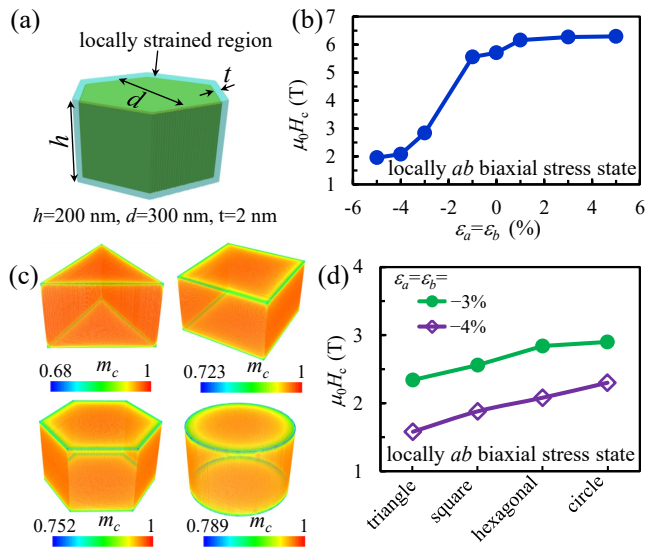 (a)
locally strained region
t
d
h
h=200 nm, d=300 nm, t=2 nm
(b)
μ0Hc (T)
7
6
5
4
3
2
1
locally ab biaxial stress state
-6 -4 -2 0 2 4 6
εa=εb (%)
(c)
0.68 mc 1
0.723 mc 1
0.752 mc 1
0.789 mc 1
(d)
μ0Hc (T)
4
3
2
1
εa=εb=
−3%
−4%
locally ab biaxial stress state
triangle
square
hexagonal
circle